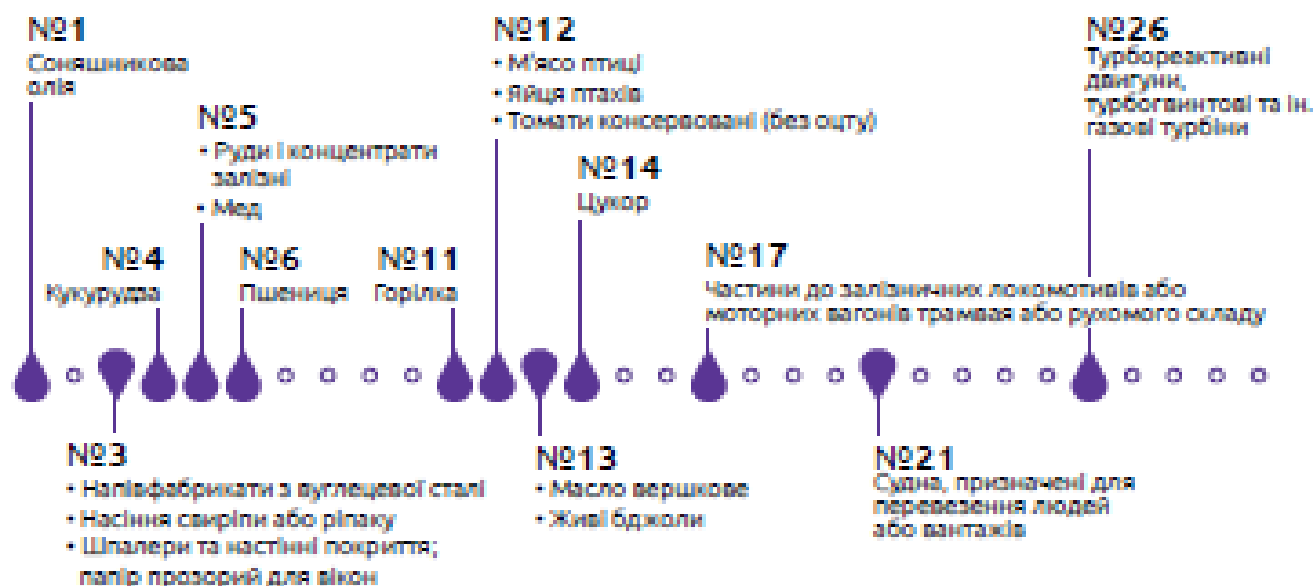 №1
Соняшникова
олія
№12
• М'ясо птиці
• Яйця птахів
• Томати консервовані (без оцту)
№26
Турбореактивні
двигуни,
турбогвинтові та ін.
газові турбіни
№5
• Руди і концентрати
залізні
• Мед
№14
Цукор
№4
Кукурудза
№6
Пшениця
№11
Горілка
№17
Частини до залізничних локомотивів або
моторних вагонів трамвая або рухомого складу
№3
• Напівфабрикати з вуглецевої сталі
• Насіння свиріпи або ріпаку
• Шпалери та настінні покриття;
папір прозорий для вікон
№13
• Масло вершкове
• Живі бджоли
№21
Судна, призначені для
перевезення людей
або вантажів